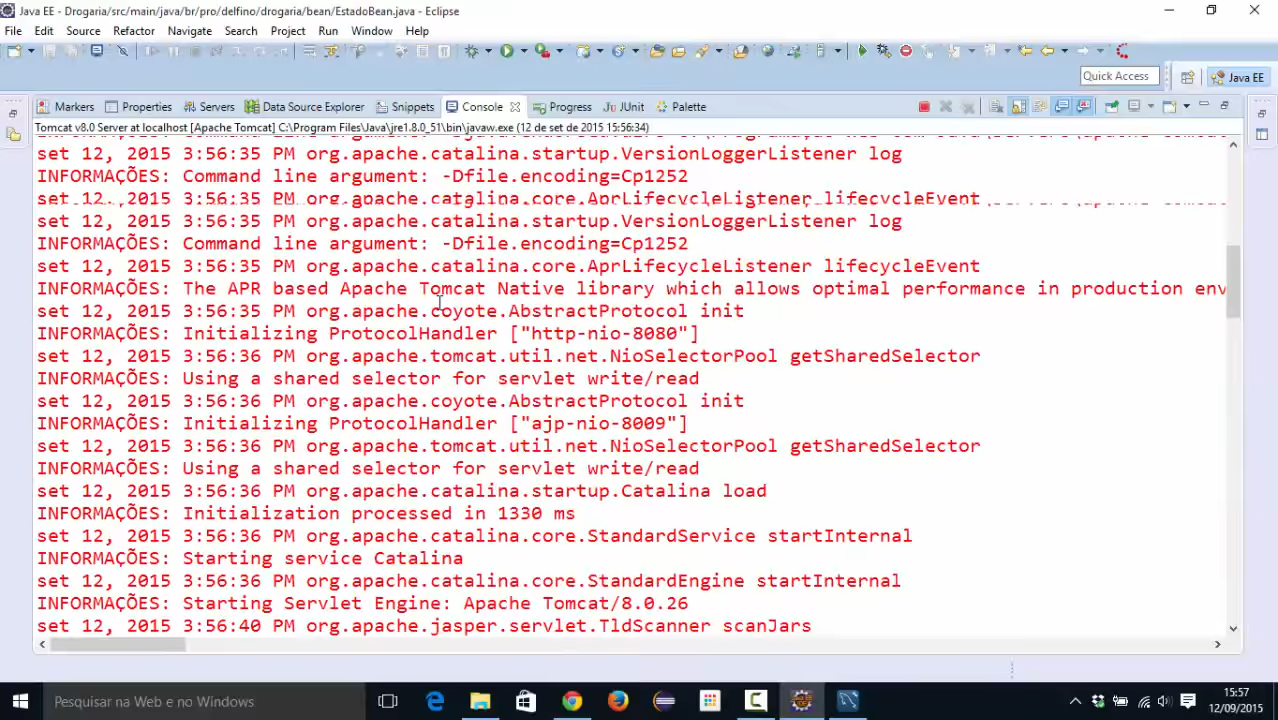 Java EE - Drogaria/src/main/java/br/pro/delfino/drogaria/bean/EstadoBean.java - Eclipse
File Edit Source Refactor Navigate Search Project Run Window Help
Quick Access Java EE
Markers Properties Servers Data Source Explorer Snippets Console Progress JUnit Palette
Tomcat v8.0 Server at localhost [Apache Tomcat] C:\Program Files\Java\jre1.8.0_51\bin\javaw.exe (12 de set de 2015 15:56:34)
set 12, 2015 3:56:35 PM org.apache.catalina.startup.VersionLoggerListener log
INFORMAÇÕES: Command line argument: -Dfile.encoding=Cp1252
set 12, 2015 3:56:35 PM org.apache.catalina.core.AprLifecycleListener lifecycleEvent
set 12, 2015 3:56:35 PM org.apache.catalina.startup.VersionLoggerListener log
INFORMAÇÕES: Command line argument: -Dfile.encoding=Cp1252
set 12, 2015 3:56:35 PM org.apache.catalina.core.AprLifecycleListener lifecycleEvent
INFORMAÇÕES: The APR based Apache Tomcat Native library which allows optimal performance in production env
set 12, 2015 3:56:35 PM org.apache.coyote.AbstractProtocol init
INFORMAÇÕES: Initializing ProtocolHandler ["http-nio-8080"]
set 12, 2015 3:56:36 PM org.apache.tomcat.util.net.NioSelectorPool getSharedSelector
INFORMAÇÕES: Using a shared selector for servlet write/read
set 12, 2015 3:56:36 PM org.apache.coyote.AbstractProtocol init
INFORMAÇÕES: Initializing ProtocolHandler ["ajp-nio-8009"]
set 12, 2015 3:56:36 PM org.apache.tomcat.util.net.NioSelectorPool getSharedSelector
INFORMAÇÕES: Using a shared selector for servlet write/read
set 12, 2015 3:56:36 PM org.apache.catalina.startup.Catalina load
INFORMAÇÕES: Initialization processed in 1330 ms
set 12, 2015 3:56:36 PM org.apache.catalina.core.StandardService startInternal
INFORMAÇÕES: Starting service Catalina
set 12, 2015 3:56:36 PM org.apache.catalina.core.StandardEngine startInternal
INFORMAÇÕES: Starting Servlet Engine: Apache Tomcat/8.0.26
set 12, 2015 3:56:40 PM org.apache.jasper.servlet.TldScanner scanJars
Pesquisar na Web e no Windows
15:57
12/09/2015